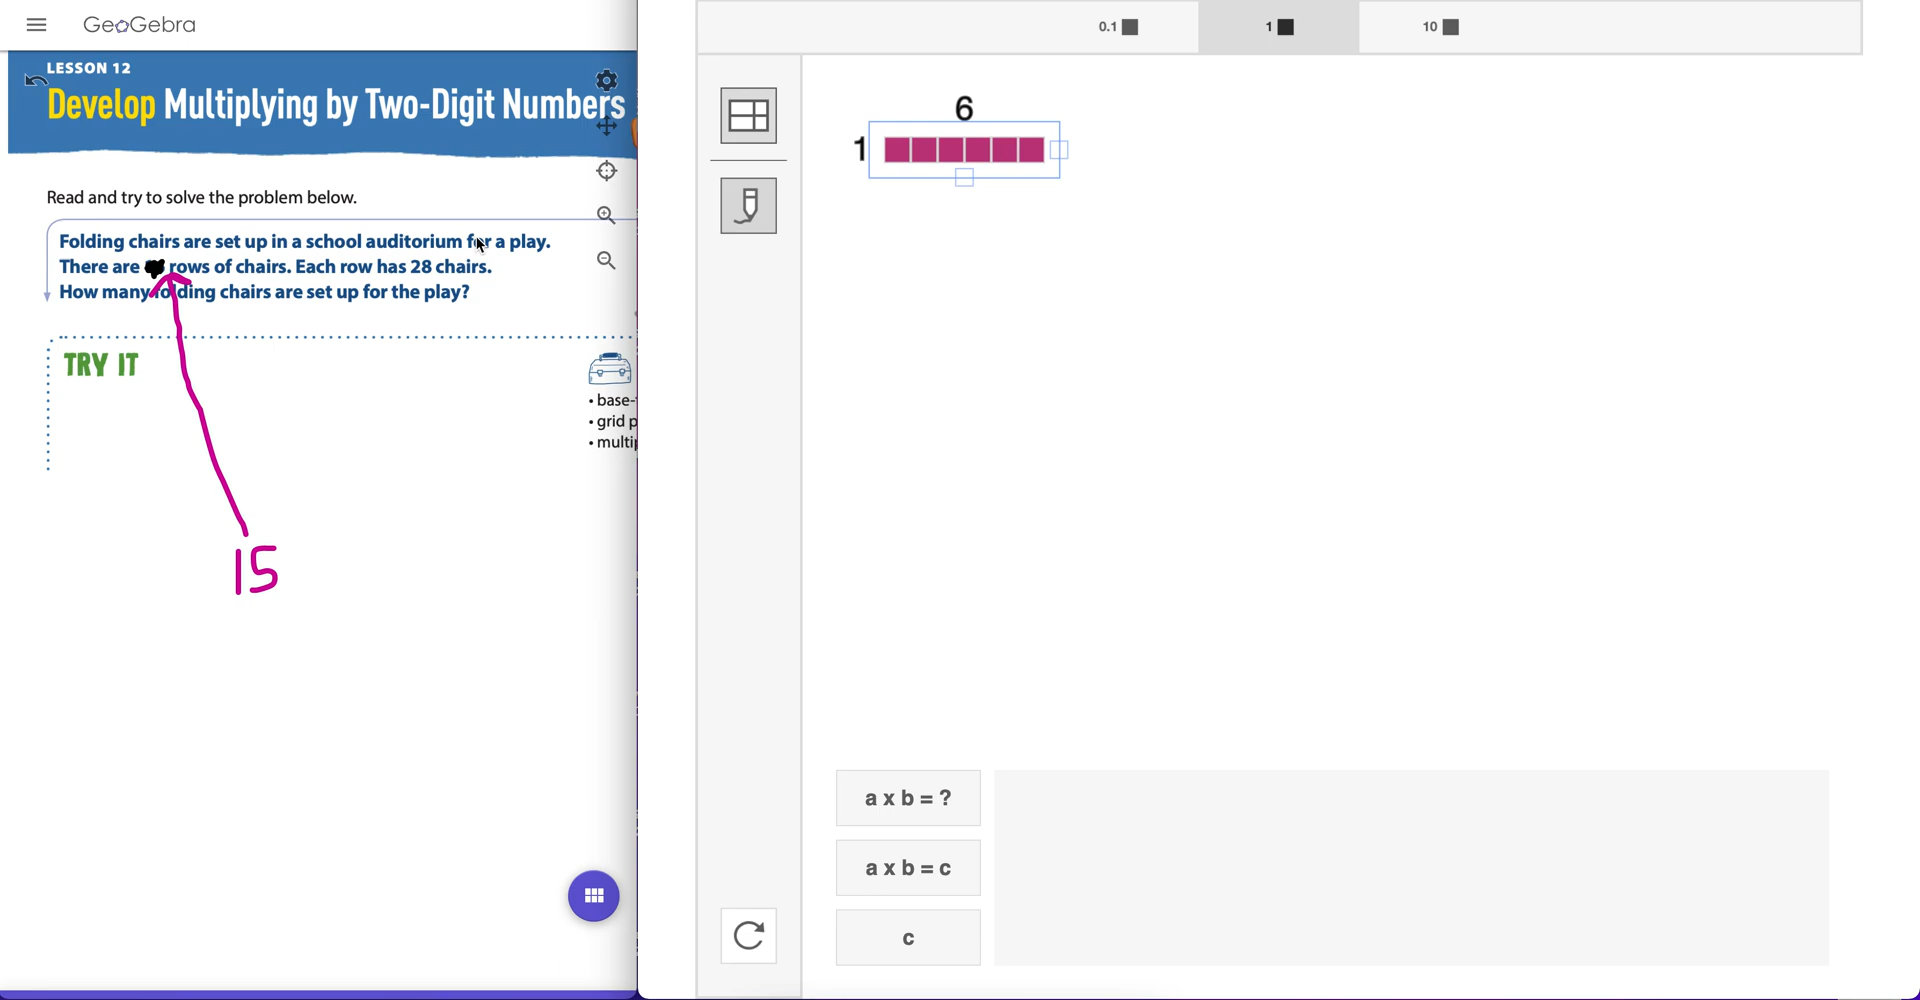 GeoGebra
LESSON 12
Develop Multiplying by Two-Digit Numbers
Read and try to solve the problem below.
Folding chairs are set up in a school auditorium for a play.
There are rows of chairs. Each row has 28 chairs.
How many folding chairs are set up for the play?
TRY IT
• base-
• grid p
• multip
15
0.1
1
10
6
1
a x b = ?
a x b = c
c